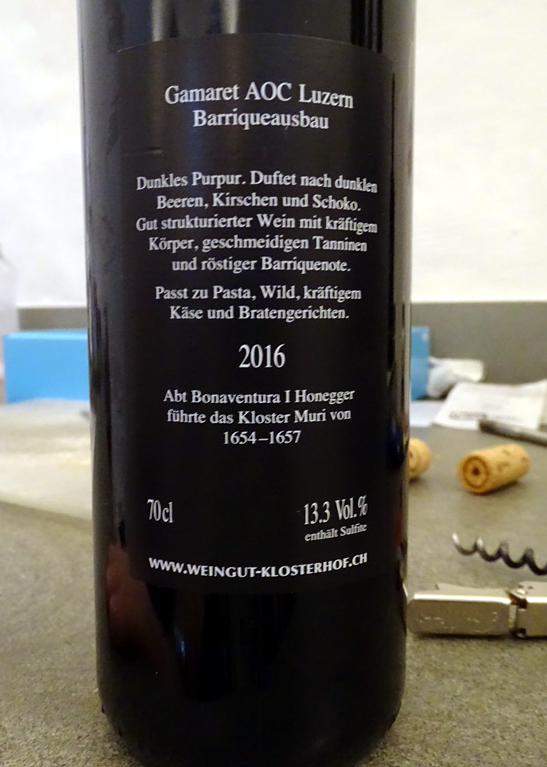 Gamaret AOC Luzern
Barriqueausbau
Dunkles Purpur. Duftet nach dunklen
Beeren, Kirschen und Schoko.
Gut strukturierter Wein mit kräftigem
Körper, geschmeidigen Tanninen
und röstiger Barriquenote.
Passt zu Pasta, Wild, kräftigem
Käse und Bratengerichten.
2016
Abt Bonaventura I Honegger
führte das Kloster Muri von
1654–1657
70cl
13.3 Vol.%
enthält Sulfite
WWW.WEINGUT-KLOSTERHOF.CH